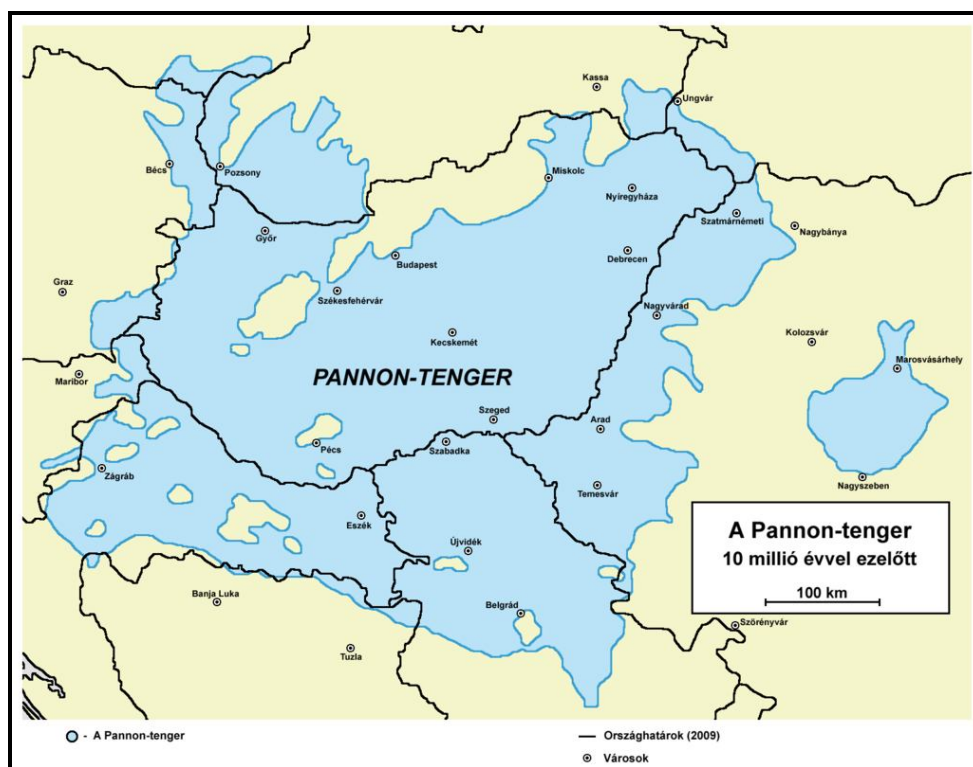 Kassa
Ungvár
Bécs
Pozsony
Miskolc
Nyíregyháza
Szatmárnémeti
Nagybánya
Győr
Budapest
Debrecen
Graz
Székesfehérvár
Nagyvárad
Kecskemét
Kolozsvár
Marosvásárhely
Maribor
PANNON-TENGER
Szeged
Arad
Pécs
Szabadka
Zágráb
Temesvár
Nagyszeben
Eszék
Újvidék
A Pannon-tenger
10 millió évvel ezelőtt
100 km
Banja Luka
Belgrád
Szörényvár
Tuzla
- A Pannon-tenger
Országhatárok (2009)
Városok